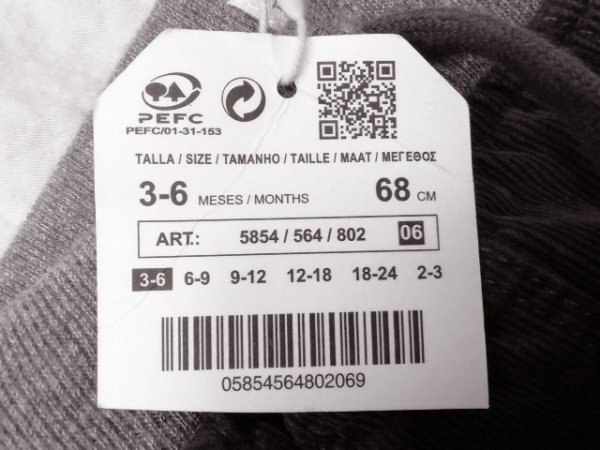 PEFC
PEFC/01-31-153
TALLA / SIZE / TAMANHO / TAILLE / MAAT / ΜΕΓΕΘΟΣ
3-6 MESES / MONTHS 68 CM
ART.: 5854 / 564 / 802 06
3-6 6-9 9-12 12-18 18-24 2-3
05854564802069